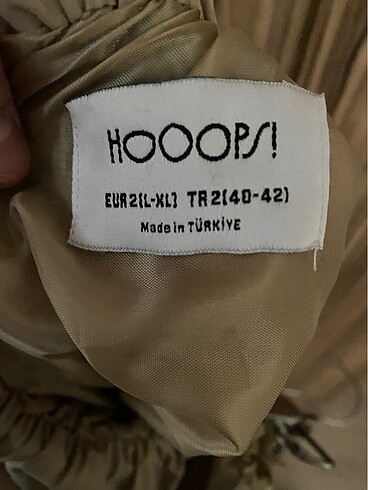 HOOOPS!
EUR2(L-XL) TR2(40-42)
Made in TÜRKİYE